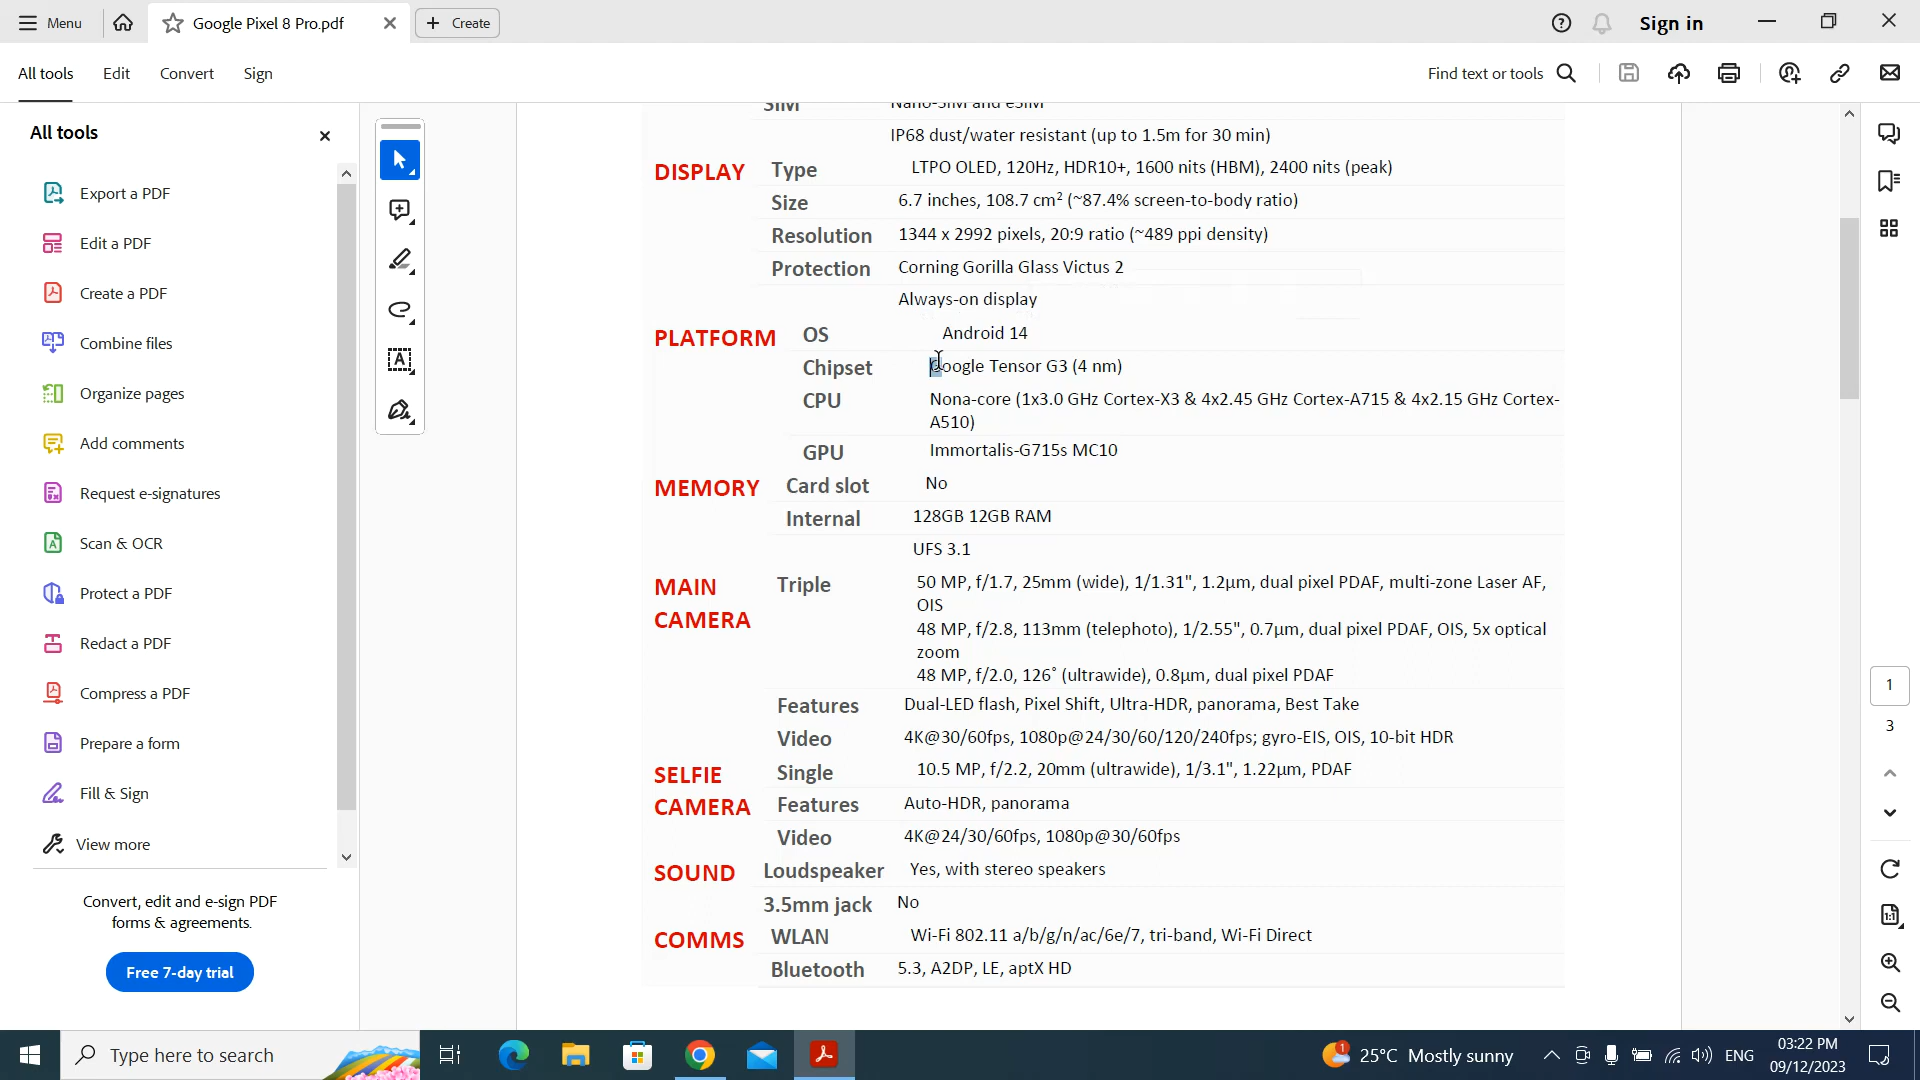 Menu
Google Pixel 8 Pro.pdf
Create
Sign in
All tools
Edit
Convert
Sign
Find text or tools
All tools
Export a PDF
Edit a PDF
Create a PDF
Combine files
Organize pages
Add comments
Request e-signatures
Scan & OCR
Protect a PDF
Redact a PDF
Compress a PDF
Prepare a form
Fill & Sign
View more
Convert, edit and e-sign PDF
forms & agreements.
Free 7-day trial
SIM Nano-SIM and eSIM
IP68 dust/water resistant (up to 1.5m for 30 min)
DISPLAY Type LTPO OLED, 120Hz, HDR10+, 1600 nits (HBM), 2400 nits (peak)
Size 6.7 inches, 108.7 cm² (~87.4% screen-to-body ratio)
Resolution 1344 x 2992 pixels, 20:9 ratio (~489 ppi density)
Protection Corning Gorilla Glass Victus 2
Always-on display
PLATFORM OS Android 14
Chipset Google Tensor G3 (4 nm)
CPU Nona-core (1x3.0 GHz Cortex-X3 & 4x2.45 GHz Cortex-A715 & 4x2.15 GHz Cortex-
A510)
GPU Immortalis-G715s MC10
MEMORY Card slot No
Internal 128GB 12GB RAM
UFS 3.1
MAIN CAMERA Triple 50 MP, f/1.7, 25mm (wide), 1/1.31", 1.2µm, dual pixel PDAF, multi-zone Laser AF,
OIS
48 MP, f/2.8, 113mm (telephoto), 1/2.55", 0.7µm, dual pixel PDAF, OIS, 5x optical
zoom
48 MP, f/2.0, 126˚ (ultrawide), 0.8µm, dual pixel PDAF
Features Dual-LED flash, Pixel Shift, Ultra-HDR, panorama, Best Take
Video 4K@30/60fps, 1080p@24/30/60/120/240fps; gyro-EIS, OIS, 10-bit HDR
SELFIE CAMERA Single 10.5 MP, f/2.2, 20mm (ultrawide), 1/3.1", 1.22µm, PDAF
Features Auto-HDR, panorama
Video 4K@24/30/60fps, 1080p@30/60fps
SOUND Loudspeaker Yes, with stereo speakers
3.5mm jack No
COMMS WLAN Wi-Fi 802.11 a/b/g/n/ac/6e/7, tri-band, Wi-Fi Direct
Bluetooth 5.3, A2DP, LE, aptX HD
1
3
Type here to search
1
25°C Mostly sunny
ENG
03:22 PM
09/12/2023